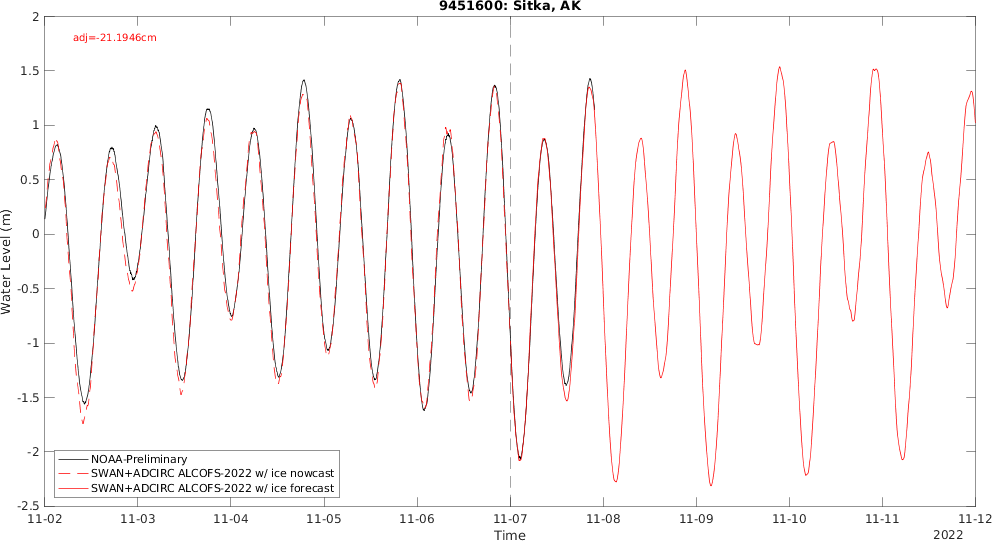 9451600: Sitka, AK
adj=-21.1946cm
2
1.5
1
0.5
0
-0.5
-1
-1.5
-2
-2.5
Water Level (m)
NOAA-Preliminary
SWAN+ADCIRC ALCOFS-2022 w/ ice nowcast
SWAN+ADCIRC ALCOFS-2022 w/ ice forecast
11-02 11-03 11-04 11-05 11-06 11-07 11-08 11-09 11-10 11-11 11-12
Time
2022